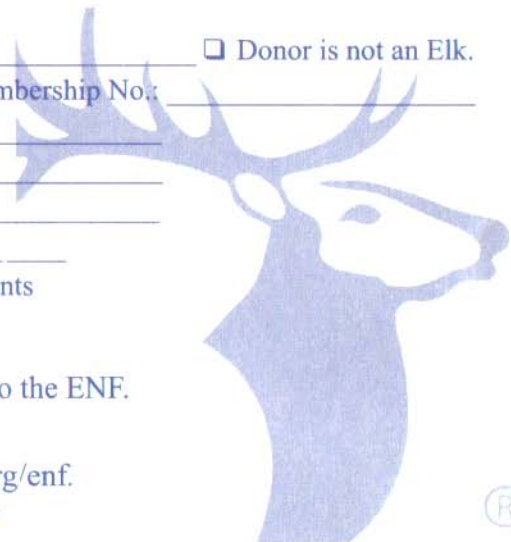 ❑ Donor is not an Elk.
mbership No.:
nts
o the ENF.
rg/enf.
®